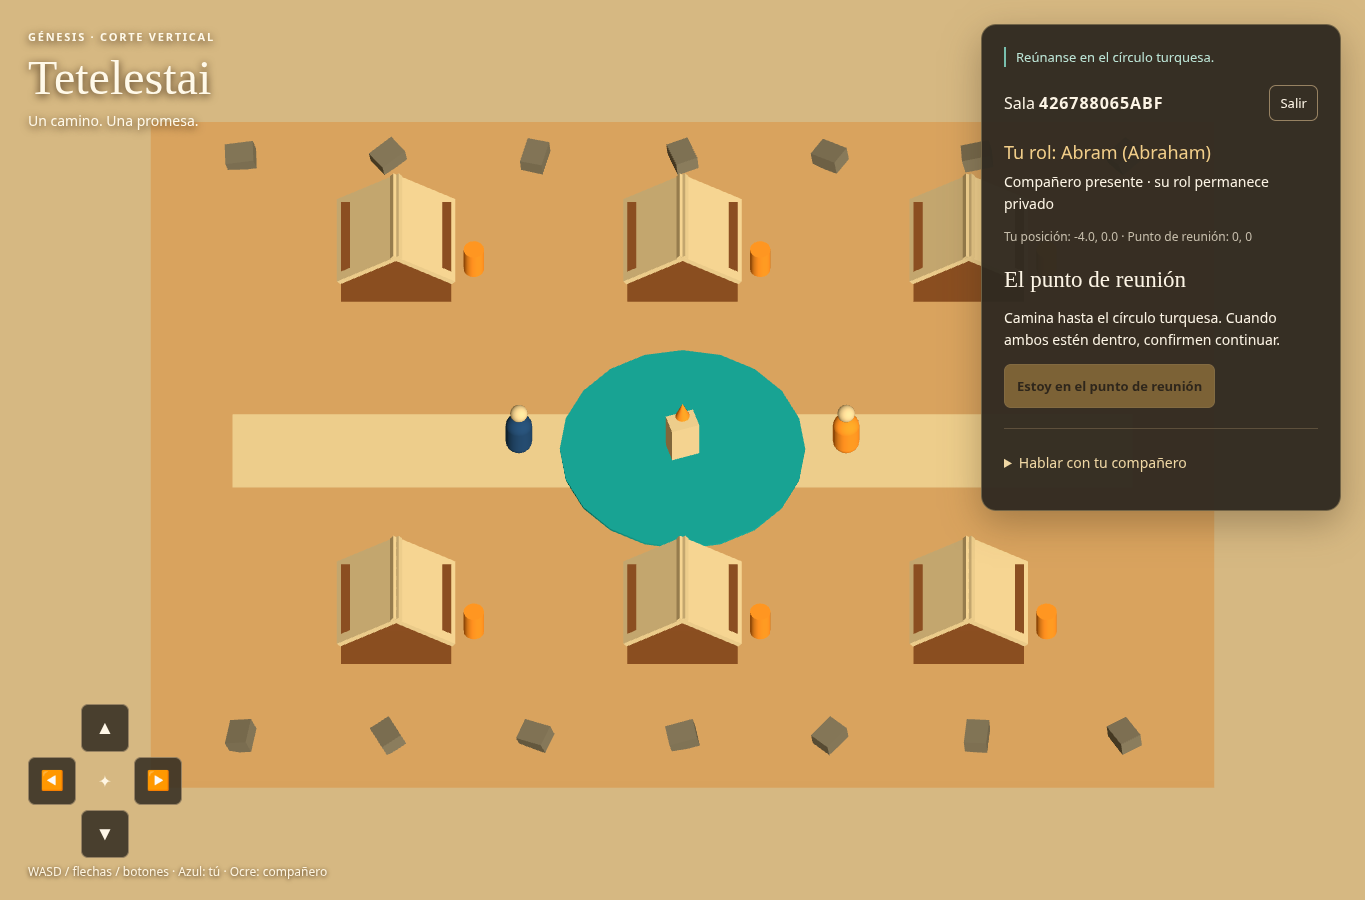 GÉNESIS · CORTE VERTICAL
Tetelestai
Un camino. Una promesa.
Reúnanse en el círculo turquesa.
Sala 426788065ABF
Salir
Tu rol: Abram (Abraham)
Compañero presente · su rol permanece
privado
Tu posición: -4.0, 0.0 · Punto de reunión: 0, 0
El punto de reunión
Camina hasta el círculo turquesa. Cuando
ambos estén dentro, confirmen continuar.
Estoy en el punto de reunión
Hablar con tu compañero
WASD / flechas / botones · Azul: tú · Ocre: compañero